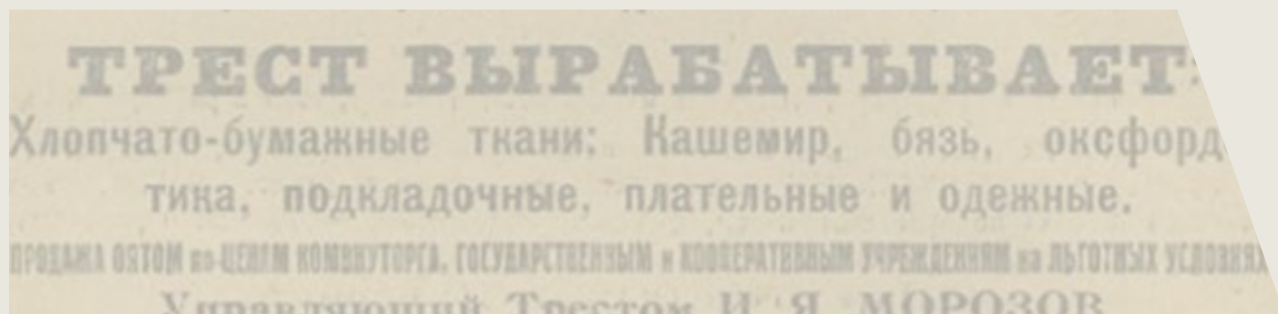 ТРЕСТ ВЫРАБАТЫВАЕТ:
Хлопчато-бумажные ткани: Кашемир, бязь, оксфорд
тика, подкладочные, плательные и одежные.
ПРОДАЖА ОПТОМ по ЦЕНАМ КОМВНУТОРГА. ГОСУДАРСТВЕННЫМ и КООПЕРАТИВНЫМ УЧРЕЖДЕНИЯМ на ЛЬГОТНЫХ УСЛОВИЯХ
Управляющий Трестом И. Я. МОРОЗОВ